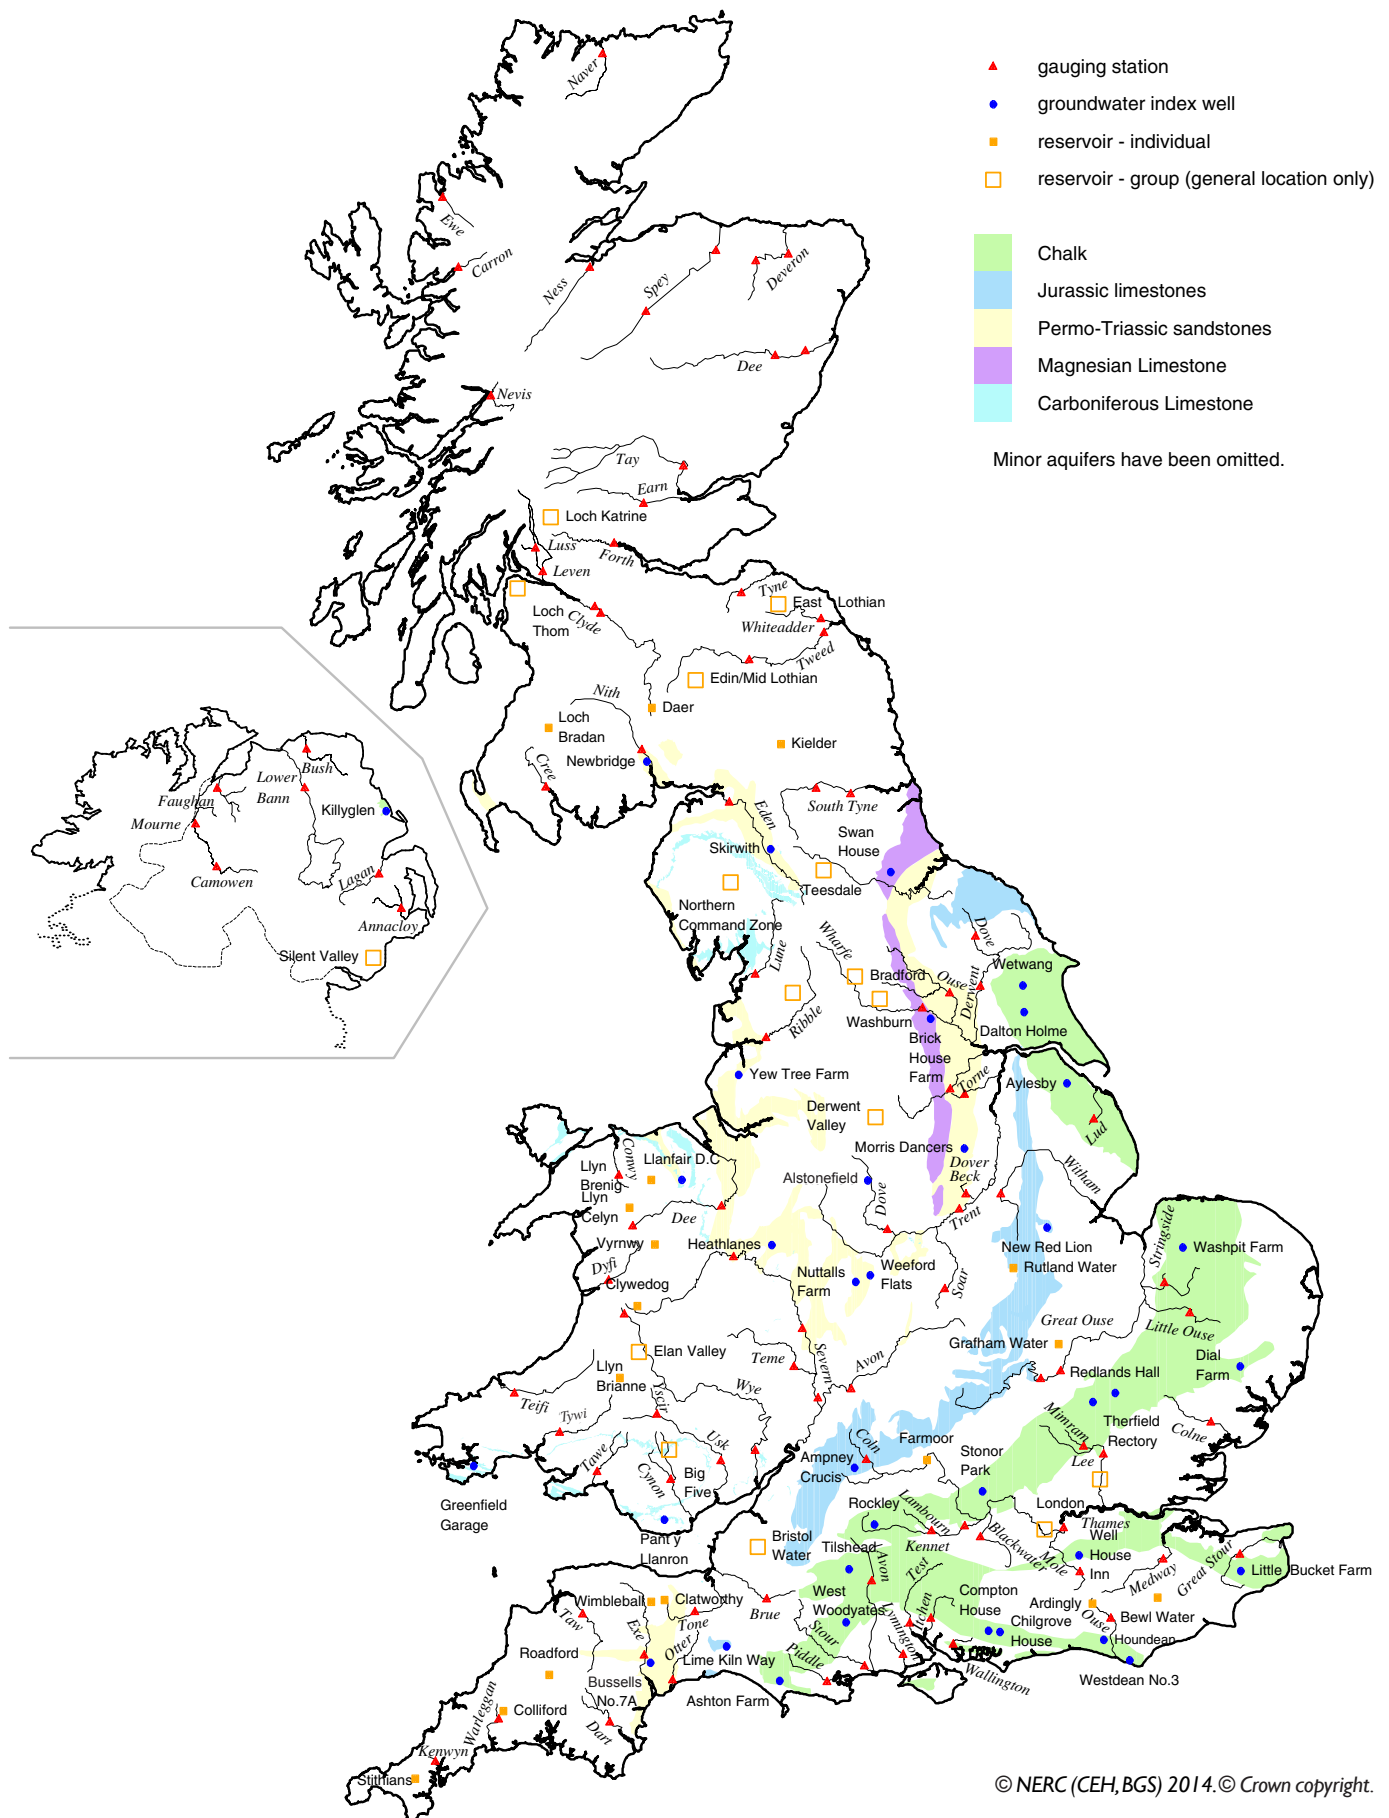 gauging station
groundwater index well
reservoir - individual
reservoir - group (general location only)
Chalk
Jurassic limestones
Permo-Triassic sandstones
Magnesian Limestone
Carboniferous Limestone
Minor aquifers have been omitted.
Naver
Ewe
Carron
Ness
Spey
Deveron
Dee
Nevis
Tay
Earn
Loch Katrine
Luss
Forth
Leven
Loch
Thom
Clyde
Tyne
East Lothian
Whiteadder
Tweed
Edin/Mid Lothian
Nith
Daer
Loch
Bradan
Kielder
Newbridge
Cree
Bush
Lower
Bann
Faughan
Killyglen
Mourne
Camowen
Lagan
Annacloy
Silent Valley
Eden
South Tyne
Swan
House
Skirwith
Teesdale
Northern
Command Zone
Lune
Wharfe
Dove
Wetwang
Bradford
Ouse
Derwent
Washburn
Ribble
Dalton Holme
Brick
House
Farm
Torne
Yew Tree Farm
Aylesby
Derwent
Valley
Lud
Morris Dancers
Conwy
Llanfair D.C
Llyn
Brenig
Alstonefield
Dover
Beck
Witham
Llyn
Celyn
Dee
Dove
Trent
Stringside
Vyrnwy
Heathlanes
New Red Lion
Washpit Farm
Dyfi
Clywedog
Nuttalls
Farm
Weeford
Flats
Soar
Rutland Water
Great Ouse
Little Ouse
Grafham Water
Elan Valley
Teme
Severn
Avon
Dial
Farm
Llyn
Brianne
Redlands Hall
Teifi
Yscir
Wye
Tywi
Mimram
Therfield
Rectory
Colne
Usk
Coln
Farmoor
Tawe
Ampney
Crucis
Stonor
Park
Lee
Cynon
Big
Five
Greenfield
Garage
Rockley
Lambourn
London
Pant y
Llanron
Bristol
Water
Kennet
Blackwater
Thames
Well
House
Inn
Tilshead
Avon
Test
Mole
Medway
Great Stour
Little Bucket Farm
Wimbleball
Clatworthy
West
Woodyates
Compton
House
Ardingly
Taw
Exe
Tone
Brue
Itchen
Chilgrove
House
Bewl Water
Ouse
Otter
Stour
Lymington
Houndean
Roadford
Lime Kiln Way
Piddle
Wallington
Westdean No.3
Bussells
No.7A
Ashton Farm
Warleggan
Colliford
Dart
Kenwyn
Stithians
© NERC (CEH, BGS) 2014. © Crown copyright.